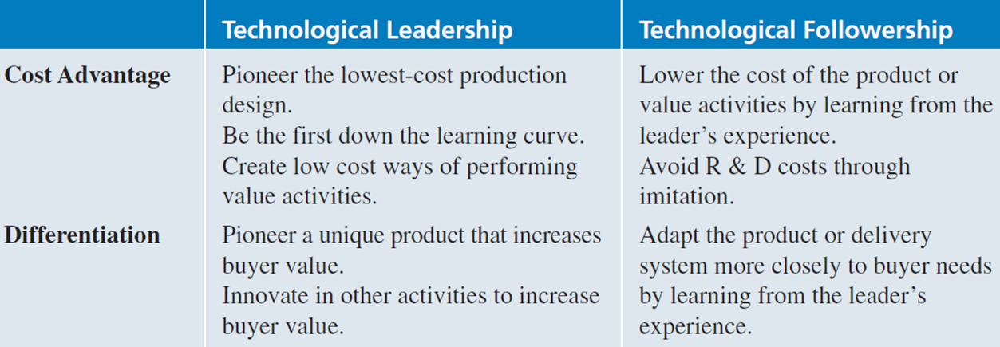 Technological Leadership
Technological Followership
Cost Advantage
Pioneer the lowest-cost production
design.
Be the first down the learning curve.
Create low cost ways of performing
value activities.
Lower the cost of the product or
value activities by learning from the
leader’s experience.
Avoid R & D costs through
imitation.
Differentiation
Pioneer a unique product that increases
buyer value.
Innovate in other activities to increase
buyer value.
Adapt the product or delivery
system more closely to buyer needs
by learning from the leader’s
experience.